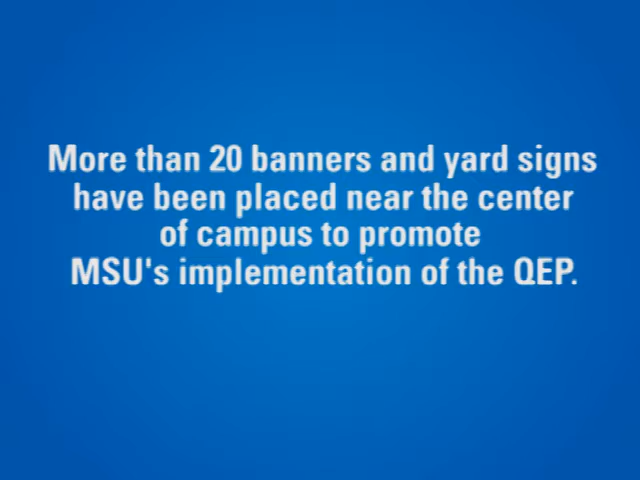 More than 20 banners and yard signs
have been placed near the center
of campus to promote
MSU's implementation of the QEP.